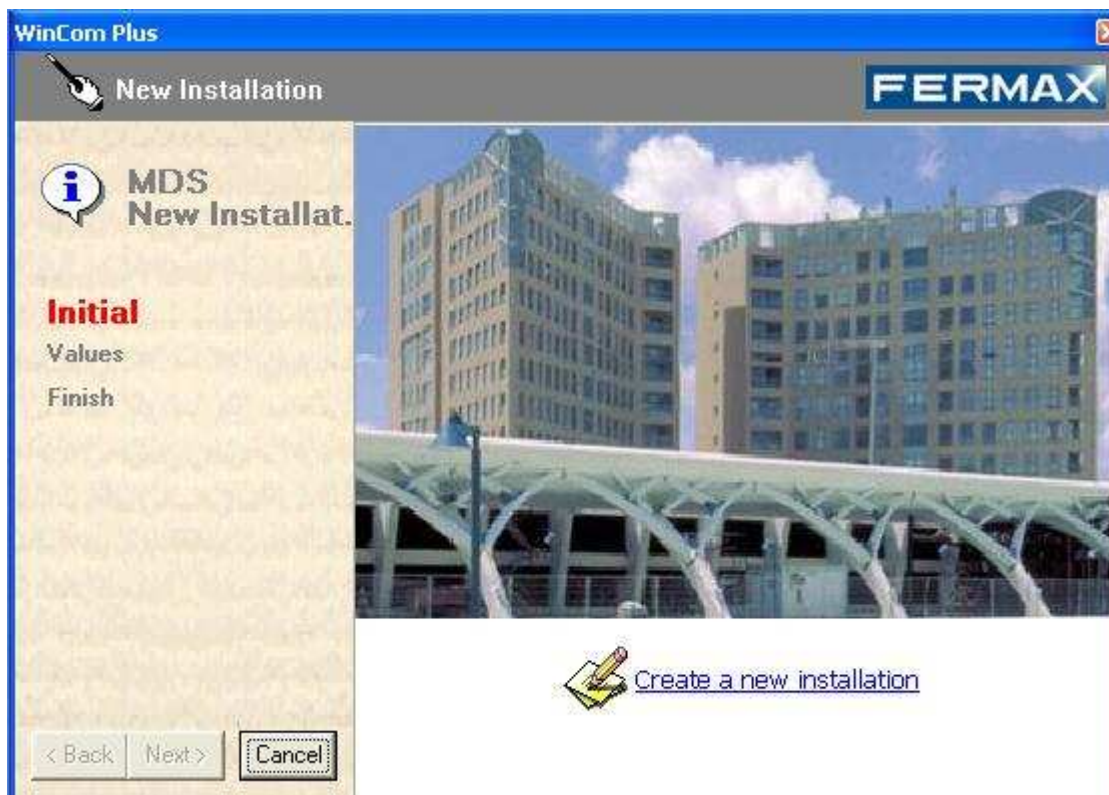 WinCom Plus
New Installation
FERMAX
MDS
New Installat.
Initial
Values
Finish
Create a new installation
< Back
Next >
Cancel